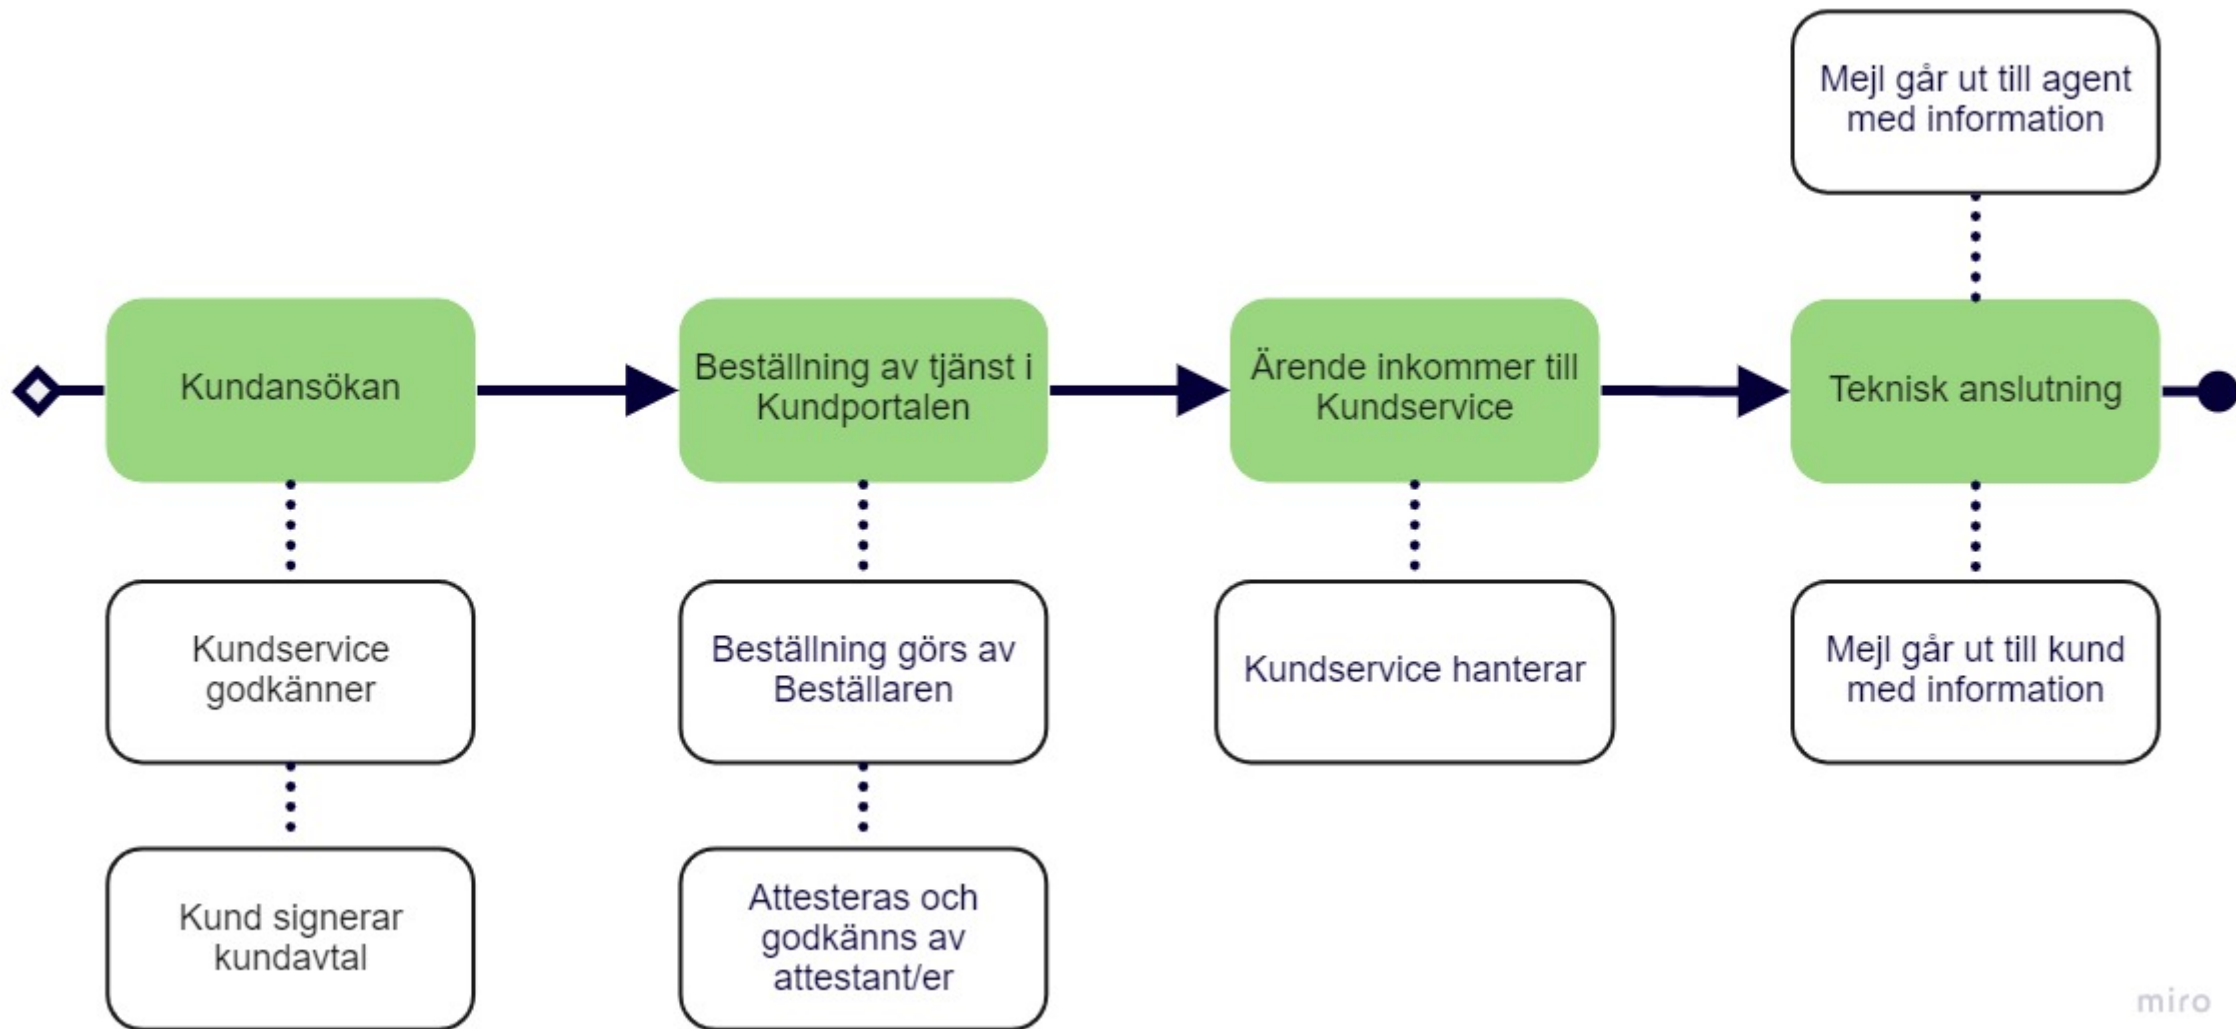 Mejl går ut till agent
med information
Kundansökan
Beställning av tjänst i
Kundportalen
Ärende inkommer till
Kundservice
Teknisk anslutning
Kundservice
godkänner
Beställning görs av
Beställaren
Kundservice hanterar
Mejl går ut till kund
med information
Kund signerar
kundavtal
Attesteras och
godkänns av
attestant/er
miro